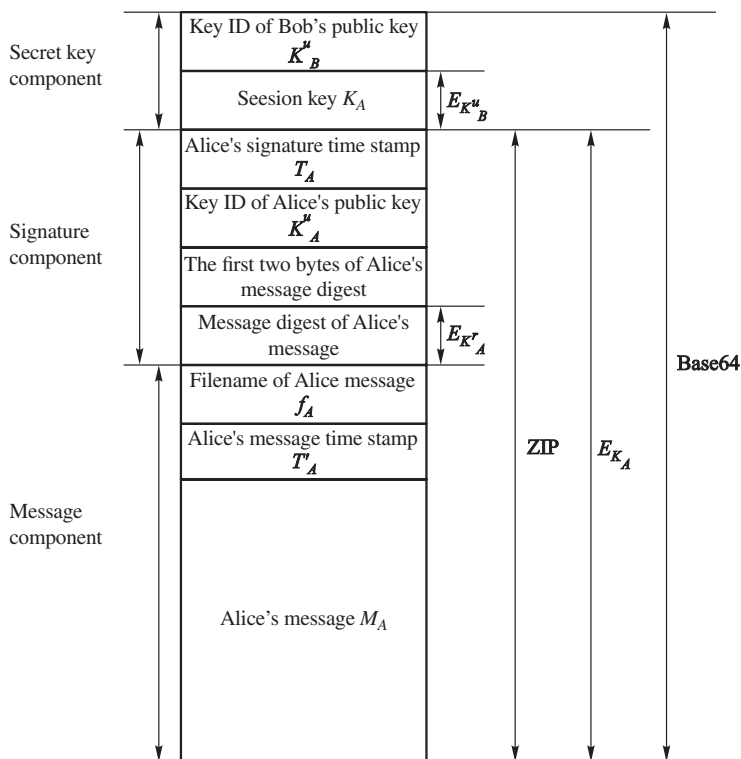 Key ID of Bob's public key
K^u_B
Secret key
component
Seesion key K_A
E_{K^u_B}
Alice's signature time stamp
T_A
Key ID of Alice's public key
K^u_A
Signature
component
The first two bytes of Alice's
message digest
Message digest of Alice's
message
E_{K^r_A}
Filename of Alice message
f_A
Base64
Alice's message time stamp
T'_A
ZIP
E_{K_A}
Message
component
Alice's message M_A